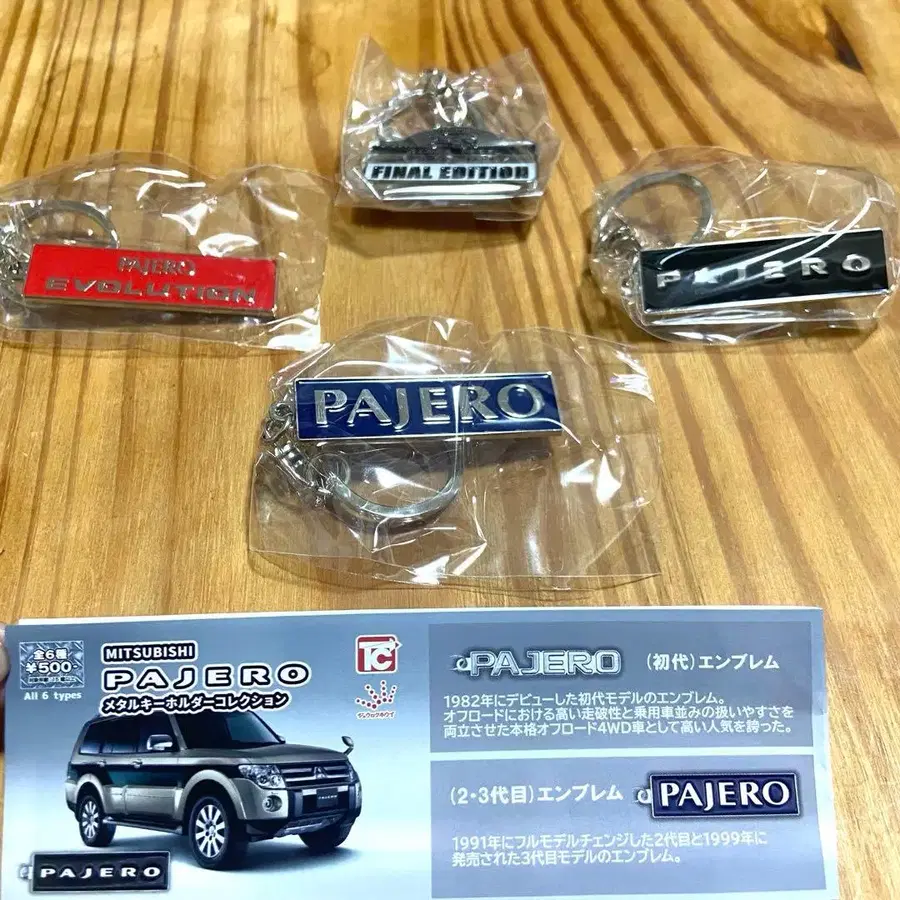 FINAL EDITION
PAJERO
EVOLUTION
PAJERO
PAJERO
全6種
¥500
All 6 types
MITSUBISHI
PAJERO
メタルキーホルダーコレクション
TC
PAJERO
PAJERO
PAJERO
(初代)エンブレム
1982年にデビューした初代モデルのエンブレム。
オフロードにおける高い走破性と乗用車並みの扱いやすさを
両立させた本格オフロード4WD車として高い人気を誇った。
(2・3代目)エンブレム
PAJERO
1991年にフルモデルチェンジした2代目と1999年に
発売された3代目モデルのエンブレム。